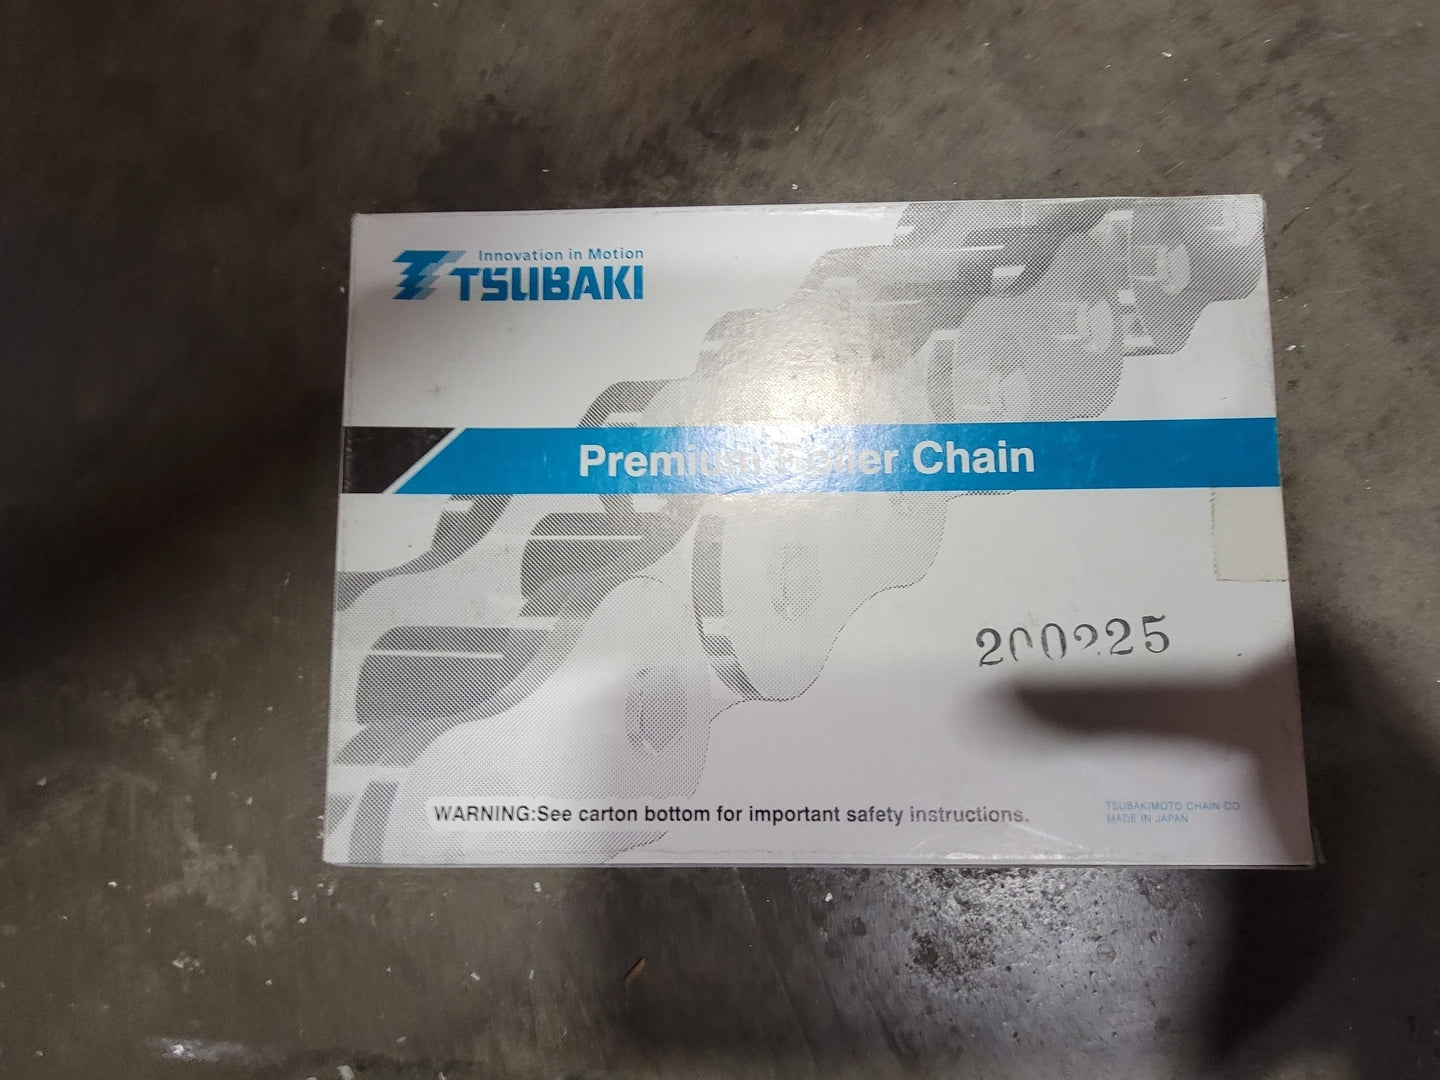 Innovation in Motion
TSUBAKI
Premium Roller Chain
200225
WARNING:See carton bottom for important safety instructions.
TSUBAKIMOTO CHAIN CO
MADE IN JAPAN